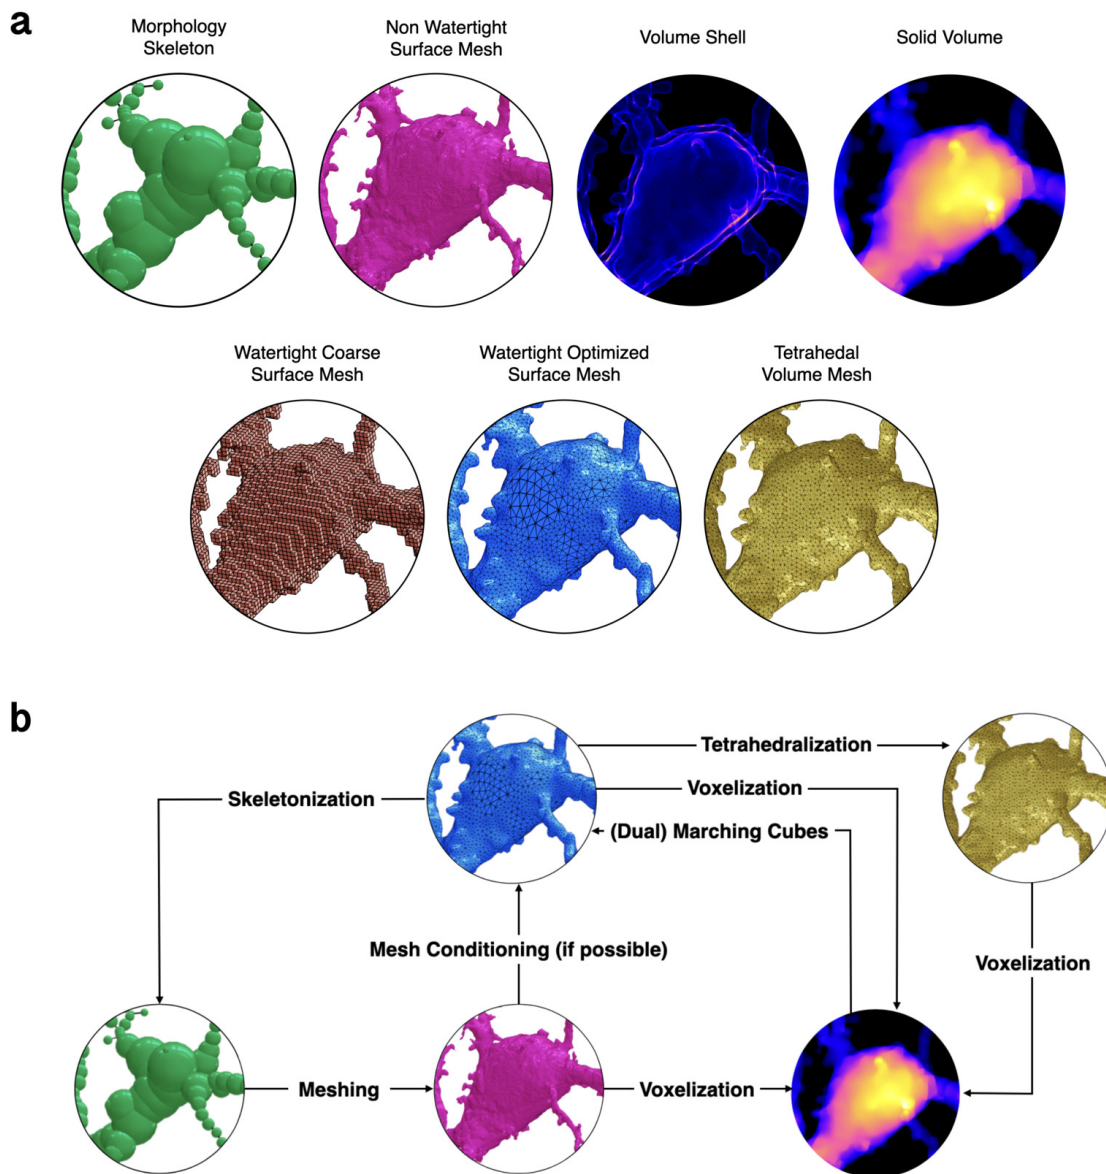 a
Morphology
Skeleton
Non Watertight
Surface Mesh
Volume Shell
Solid Volume
Watertight Coarse
Surface Mesh
Watertight Optimized
Surface Mesh
Tetrahedal
Volume Mesh
b
Tetrahedralization
Skeletonization
Voxelization
(Dual) Marching Cubes
Mesh Conditioning (if possible)
Voxelization
Meshing
Voxelization